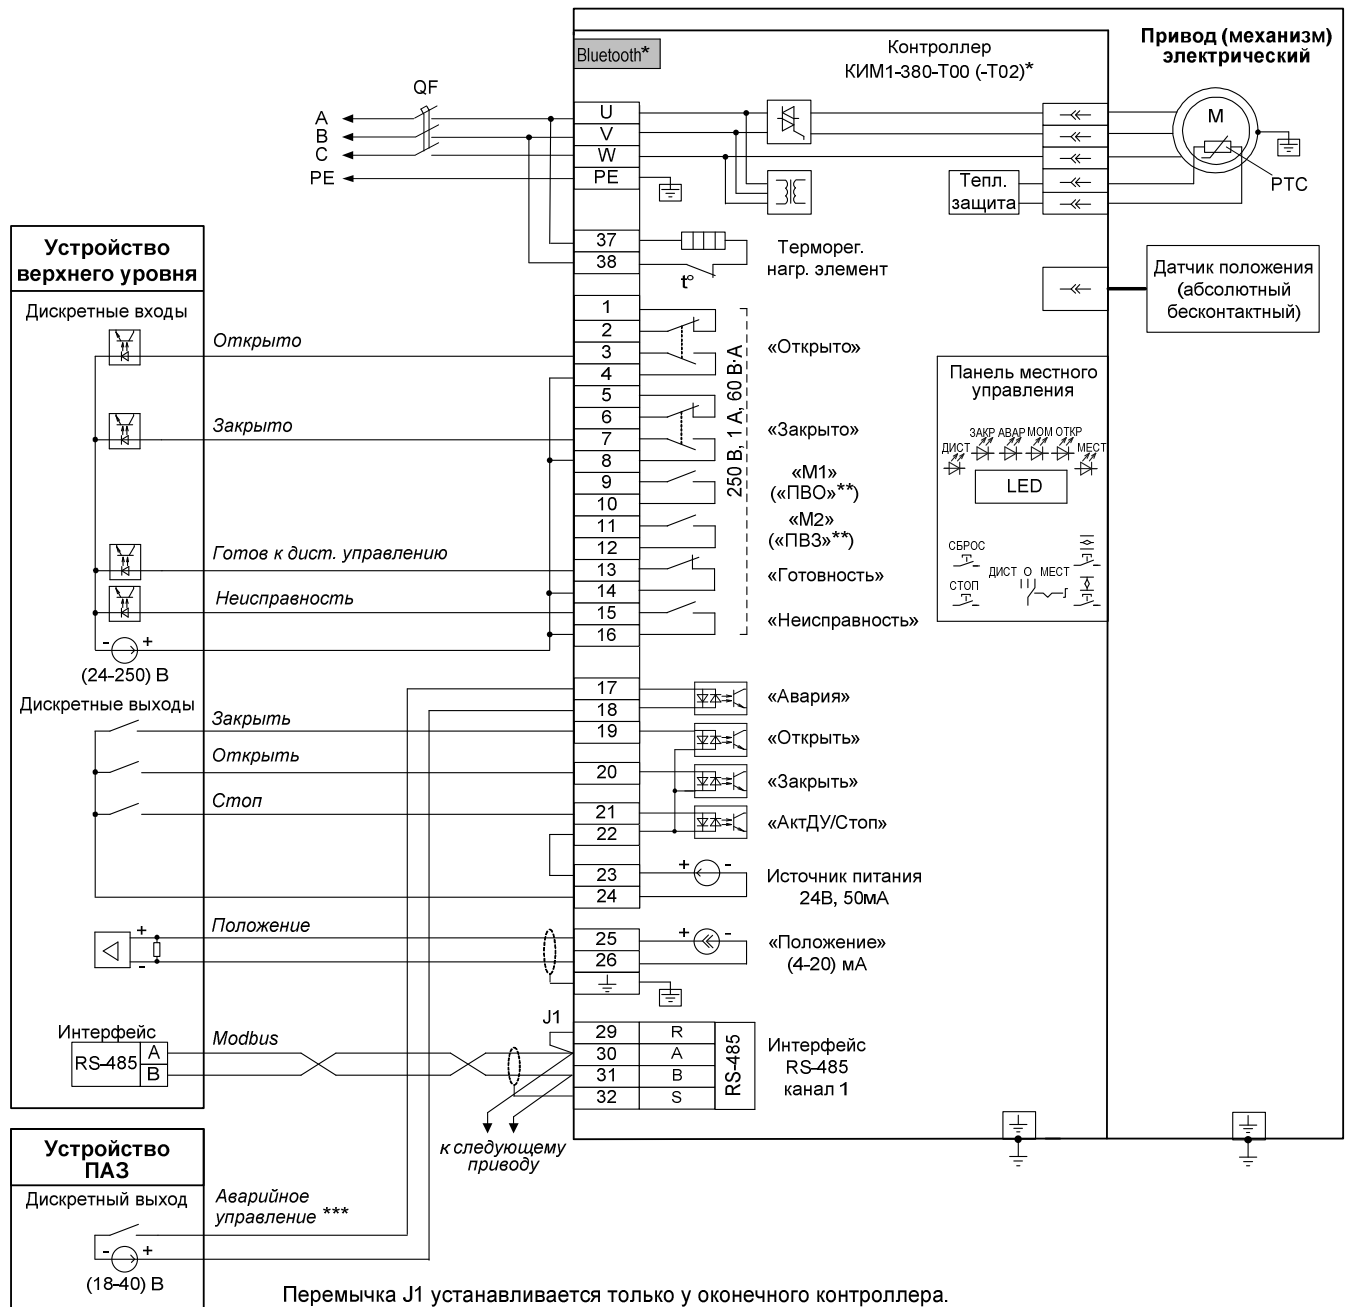 Bluetooth*
Контроллер
КИМ1-380-Т00 (-Т02)*
Привод (механизм)
электрический
QF
A
B
C
PE
U
V
W
PE
M
PTC
Тепл.
защита
37
38
t°
Терморег.
нагр. элемент
Датчик положения
(абсолютный
бесконтактный)
Устройство
верхнего уровня
Дискретные входы
Открыто
Закрыто
Готов к дист. управлению
Неисправность
- +
(24-250) В
1
2
3
4
5
6
7
8
9
10
11
12
13
14
15
16
250 В, 1 А, 60 В·А
«Открыто»
«Закрыто»
«М1»
(«ПВО»**)
«М2»
(«ПВЗ»**)
«Готовность»
«Неисправность»
Панель местного
управления
ДИСТ ЗАКР АВАР МОМ ОТКР МЕСТ
LED
СБРОС
СТОП
ДИСТ О МЕСТ
Дискретные выходы
Закрыть
Открыть
Стоп
17
18
19
20
21
22
23
24
«Авария»
«Открыть»
«Закрыть»
«АктДУ/Стоп»
+ -
Источник питания
24В, 50мА
Положение
+
-
25
26
+ -
«Положение»
(4-20) мА
Интерфейс
RS-485
A
B
Modbus
J1
29 R
30 A
31 B
32 S
RS-485
Интерфейс
RS-485
канал 1
к следующему
приводу
Устройство
ПАЗ
Дискретный выход
- +
(18-40) В
Аварийное
управление ***
Перемычка J1 устанавливается только у оконечного контроллера.